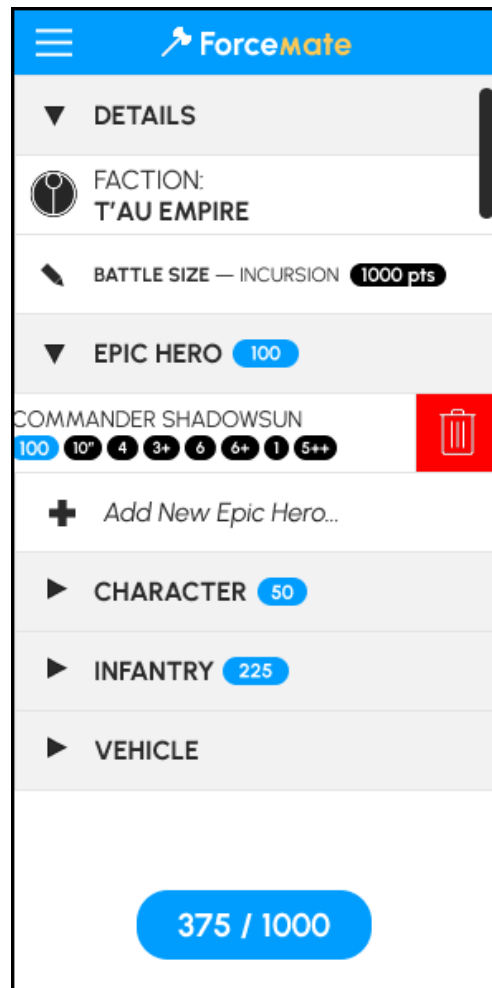 Forcemate
DETAILS
FACTION:
T'AU EMPIRE
BATTLE SIZE — INCURSION 1000 pts
EPIC HERO 100
COMMANDER SHADOWSUN
100 10" 4 3+ 6 6+ 1 5++
Add New Epic Hero...
CHARACTER 50
INFANTRY 225
VEHICLE
375 / 1000